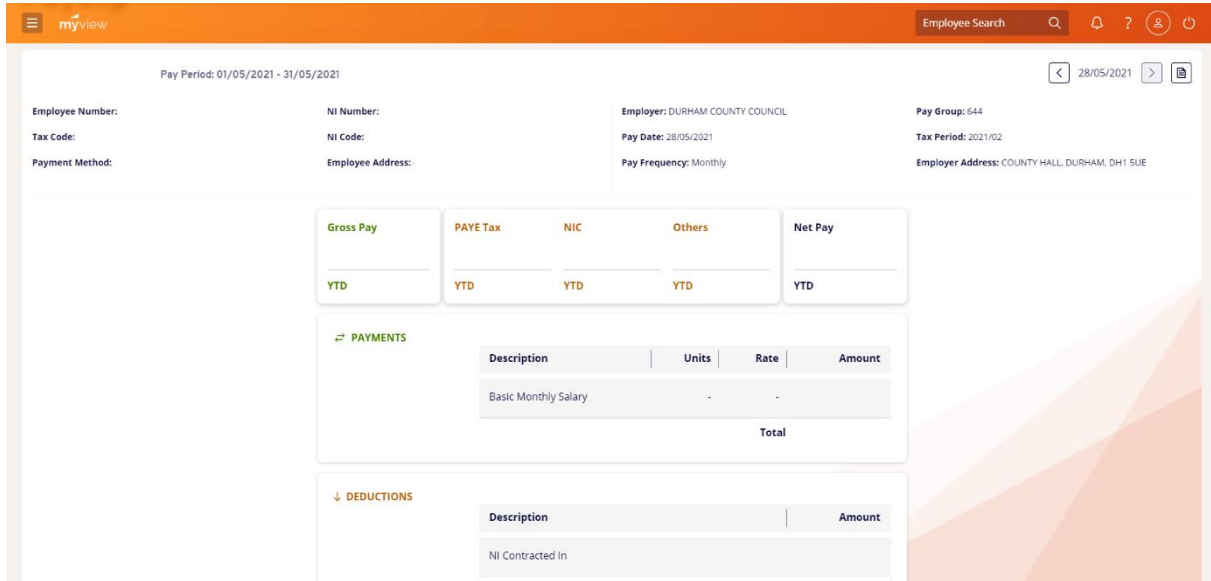 myview Employee Search ?
Pay Period: 01/05/2021 - 31/05/2021 28/05/2021
Employee Number: NI Number: Employer: DURHAM COUNTY COUNCIL Pay Group: 644
Tax Code: NI Code: Pay Date: 28/05/2021 Tax Period: 2021/02
Payment Method: Employee Address: Pay Frequency: Monthly Employer Address: COUNTY HALL, DURHAM, DH1 5UE
Gross Pay PAYE Tax NIC Others Net Pay
YTD YTD YTD YTD YTD
PAYMENTS
Description Units Rate Amount
Basic Monthly Salary - -
Total
DEDUCTIONS
Description Amount
NI Contracted In